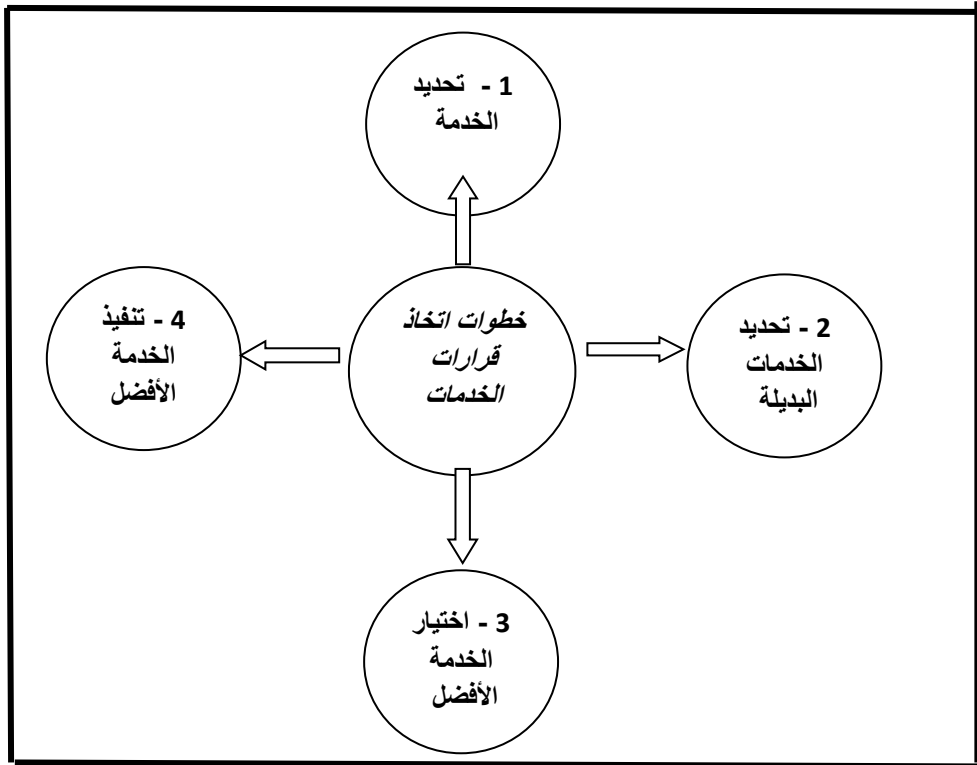 1 - تحديد
الخدمة
خطوات اتخاذ
قرارات
الخدمات
2 - تحديد
الخدمات
البديلة
3 - اختيار
الخدمة
الأفضل
4 - تنفيذ
الخدمة
الأفضل